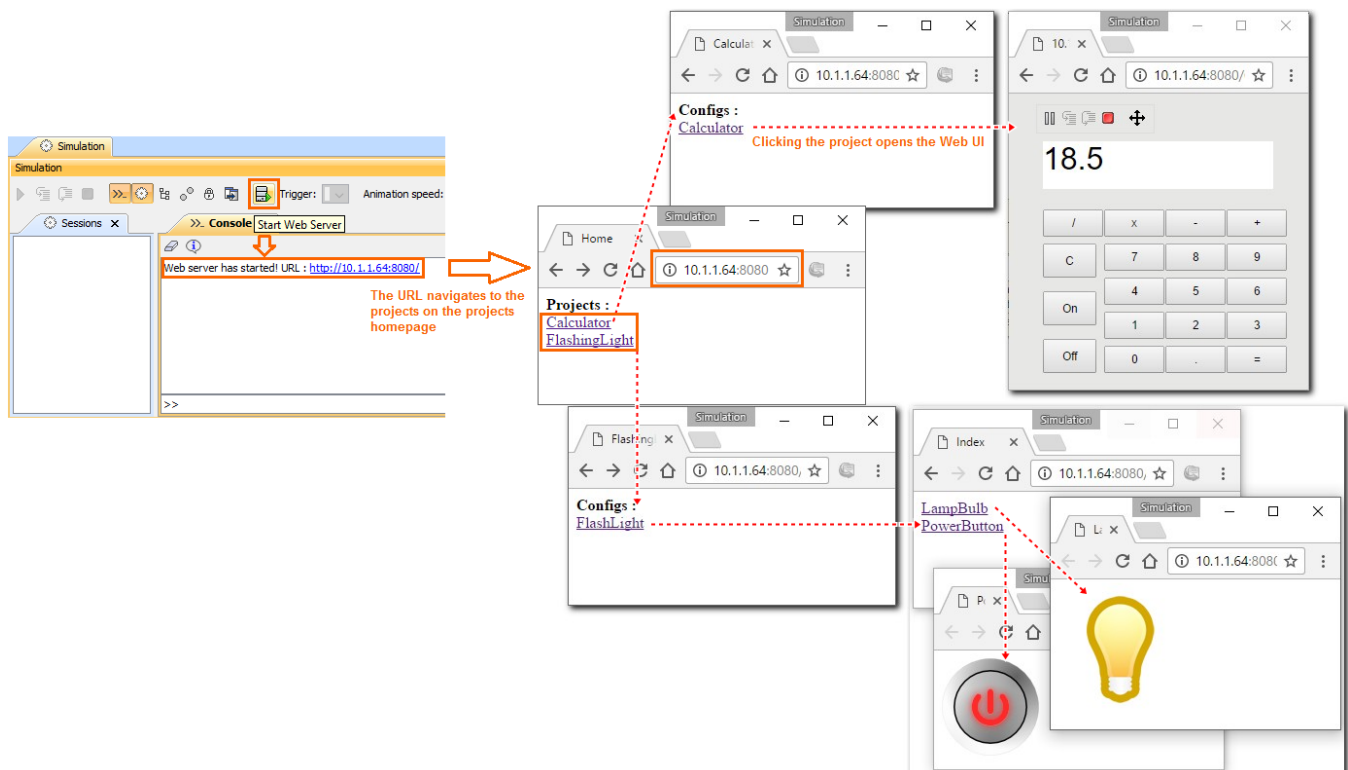 Simulation
Simulation
Trigger:
Animation speed:
Sessions
Console
Start Web Server
Web server has started! URL : http://10.1.1.64:8080/
>>
The URL navigates to the
projects on the projects
homepage
Simulation
Home
10.1.1.64:8080
Projects :
Calculator
FlashingLight
Simulation
Calculat
10.1.1.64:8080
Configs :
Calculator
Clicking the project opens the Web UI
Simulation
10.
10.1.1.64:8080/
18.5
/ x - +
C 7 8 9
4 5 6
On
1 2 3
Off 0 . =
Simulation
Flashing
10.1.1.64:8080,
Configs :
FlashLight
Simulation
Index
10.1.1.64:8080,
LampBulb
PowerButton
Simulation
La
10.1.1.64:8080
Simul
P